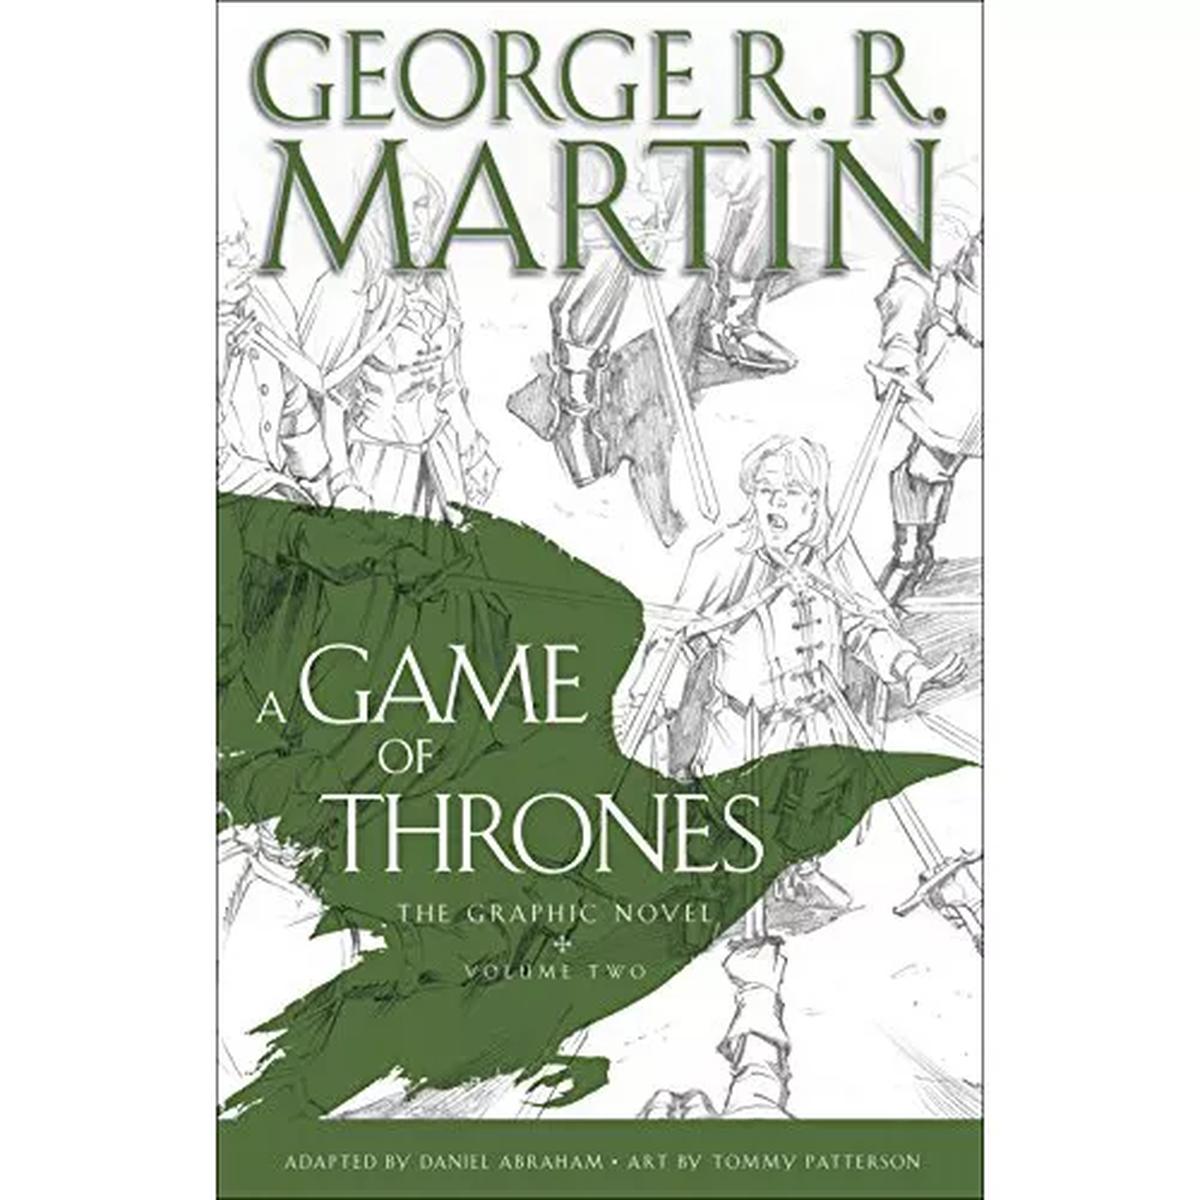 GEORGE R. R.
MARTIN
A GAME
OF
THRONES
THE GRAPHIC NOVEL
VOLUME TWO
ADAPTED BY DANIEL ABRAHAM • ART BY TOMMY PATTERSON